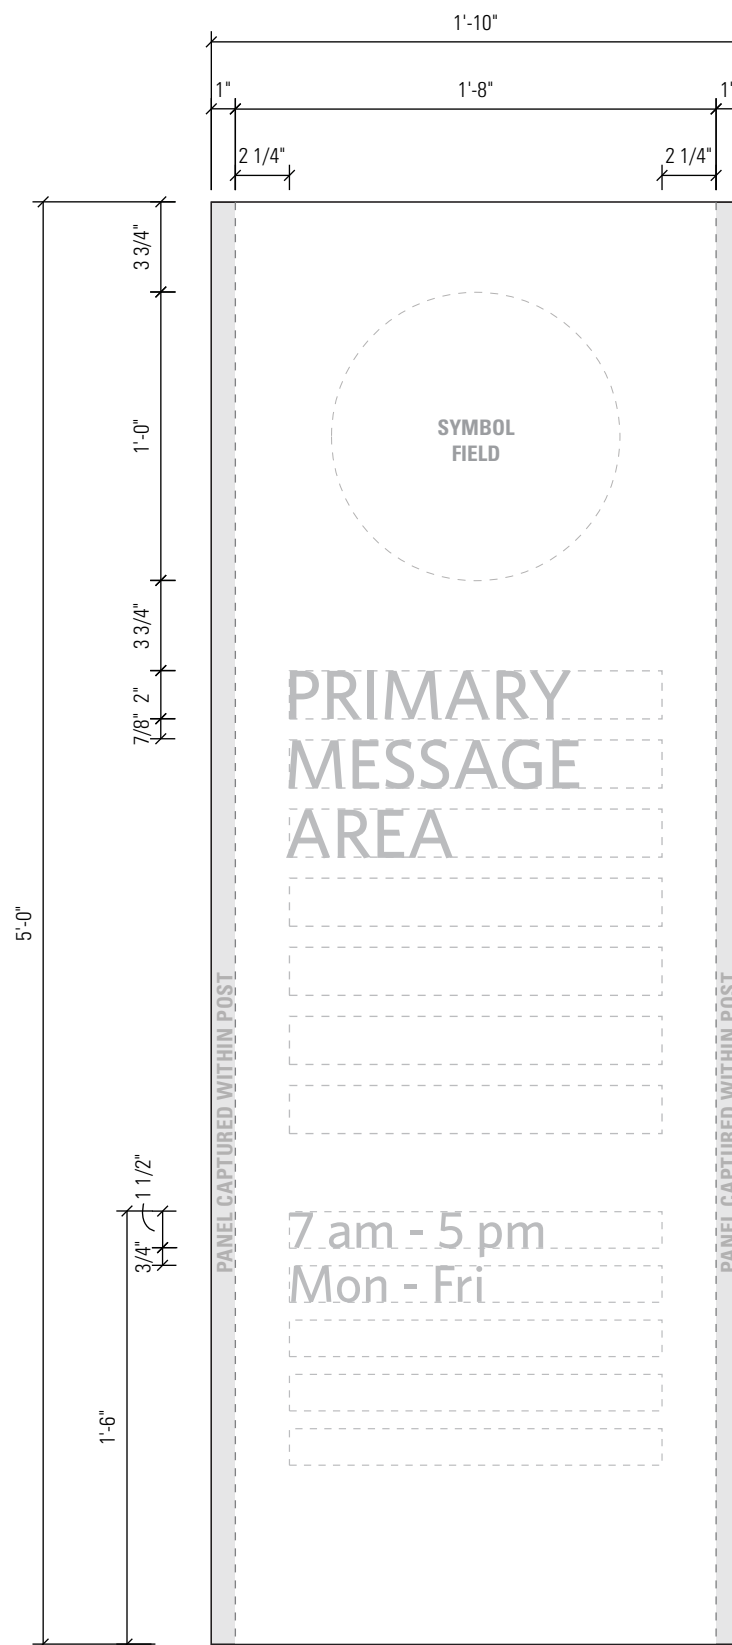 1'-10"
1"
1'-8"
1"
2 1/4"
2 1/4"
3 3/4"
1'-0"
SYMBOL
FIELD
3 3/4"
2"
7/8"
PRIMARY
MESSAGE
AREA
5'-0"
PANEL CAPTURED WITHIN POST
PANEL CAPTURED WITHIN POST
1 1/2"
3/4"
7 am - 5 pm
Mon - Fri
1'-6"